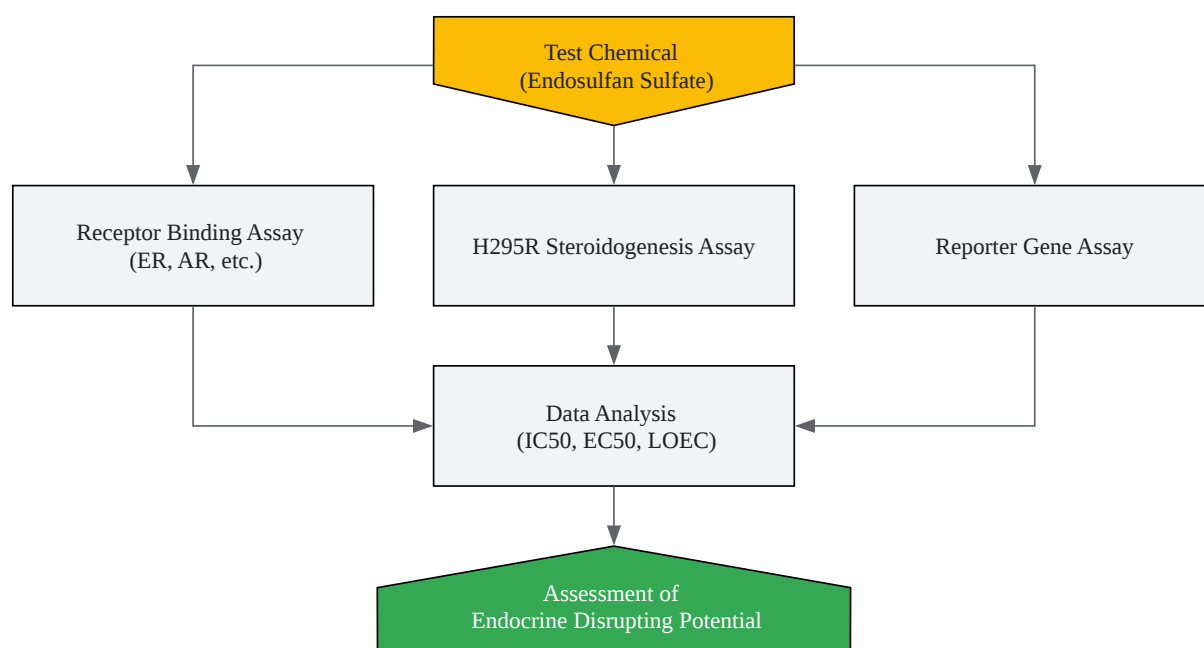 Test Chemical
(Endosulfan Sulfate)
Receptor Binding Assay
(ER, AR, etc.)
H295R Steroidogenesis Assay
Reporter Gene Assay
Data Analysis
(IC50, EC50, LOEC)
Assessment of
Endocrine Disrupting Potential